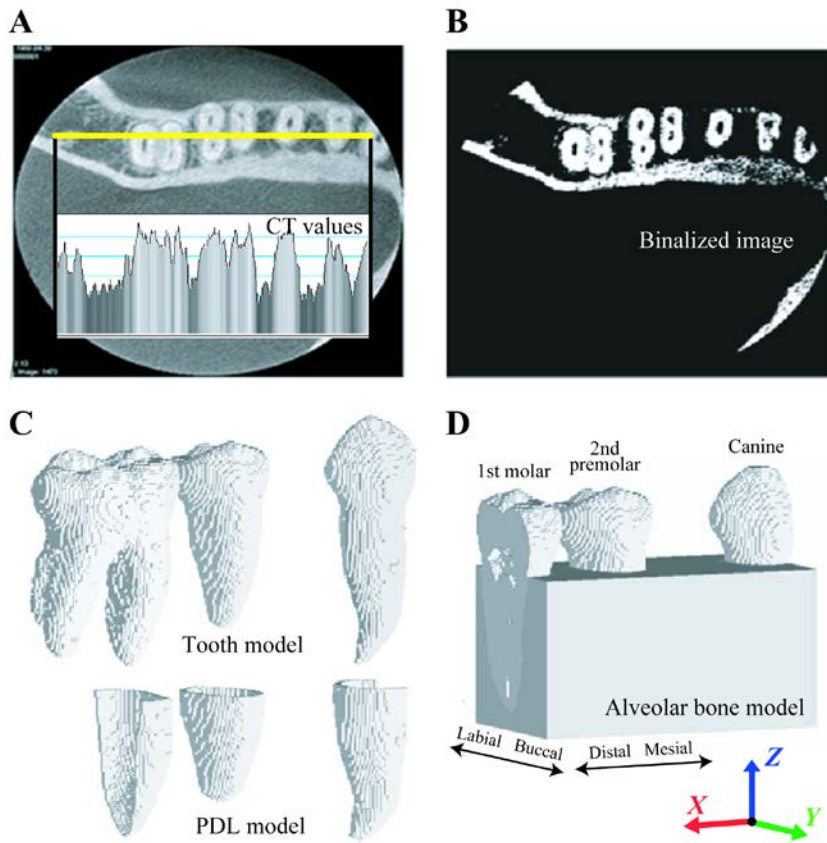 A
CT values
B
Binalized image
C
Tooth model
PDL model
D
1st molar
2nd
premolar
Canine
Alveolar bone model
Labial Buccal
Distal Mesial
Z
X
Y